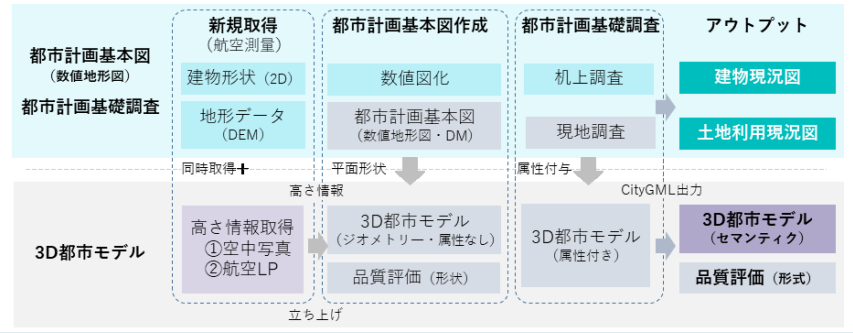 新規取得
(航空測量)
都市計画基本図作成
都市計画基礎調査
アウトプット
都市計画基本図
(数値地形図)
都市計画基礎調査
建物形状 (2D)
数値図化
机上調査
建物現況図
地形データ
(DEM)
都市計画基本図
(数値地形図・DM)
現地調査
土地利用現況図
同時取得+
平面形状
属性付与
高さ情報
CityGML出力
3D都市モデル
高さ情報取得
①空中写真
②航空LP
3D都市モデル
(ジオメトリー・属性なし)
品質評価 (形状)
3D都市モデル
(属性付き)
3D都市モデル
(セマンティク)
品質評価 (形式)
立ち上げ